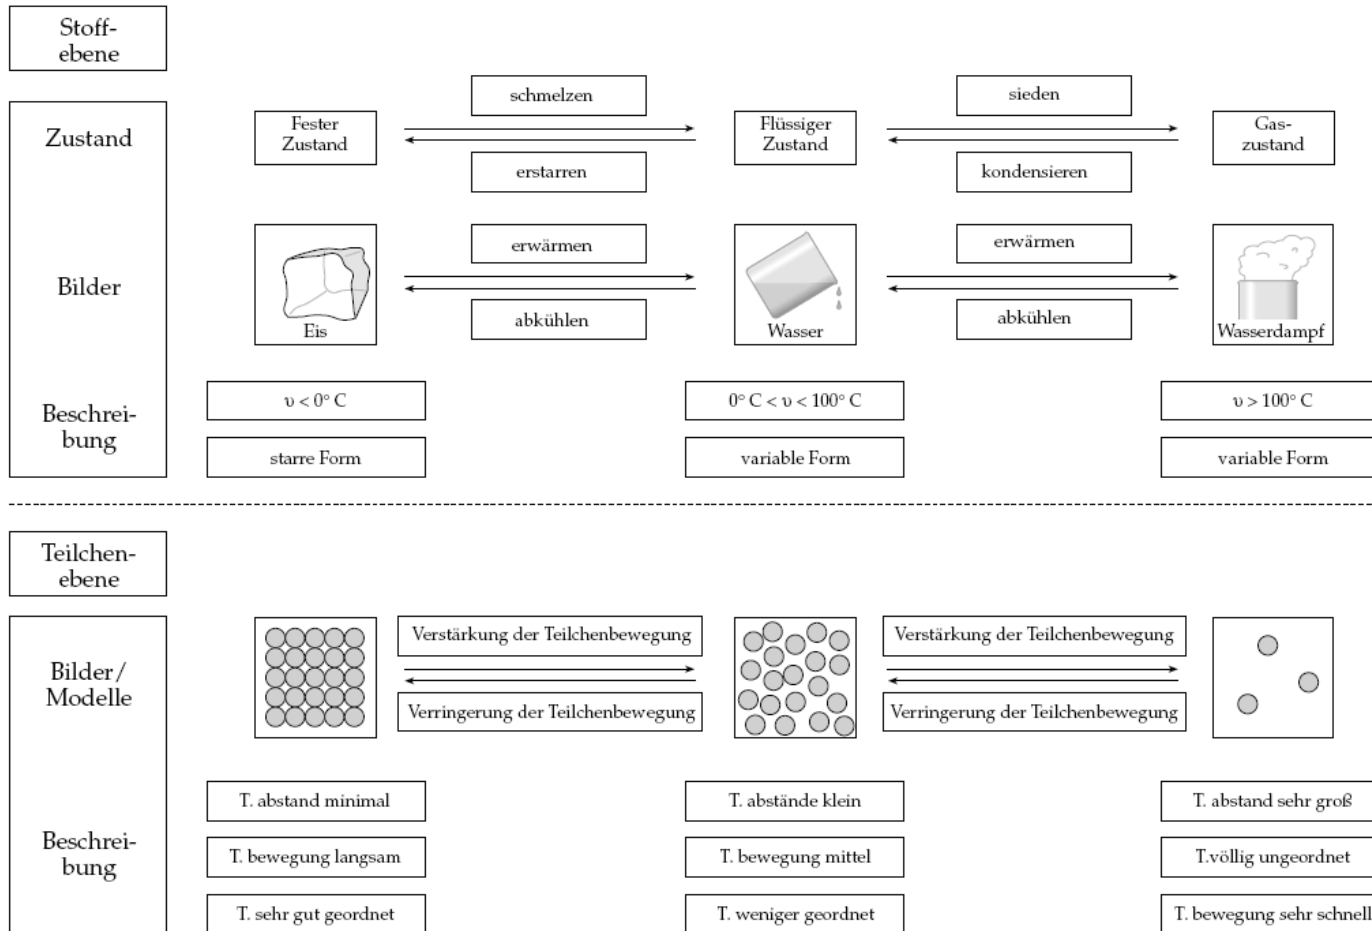 Stoff-
ebene
Zustand
Fester
Zustand
schmelzen
erstarren
Flüssiger
Zustand
sieden
kondensieren
Gas-
zustand
Bilder
Eis
erwärmen
abkühlen
Wasser
erwärmen
abkühlen
Wasserdampf
Beschrei-
bung
υ < 0° C
0° C < υ < 100° C
υ > 100° C
starre Form
variable Form
variable Form
Teilchen-
ebene
Bilder/
Modelle
Verstärkung der Teilchenbewegung
Verringerung der Teilchenbewegung
Verstärkung der Teilchenbewegung
Verringerung der Teilchenbewegung
Beschrei-
bung
T. abstand minimal
T. abstände klein
T. abstand sehr groß
T. bewegung langsam
T. bewegung mittel
T.völlig ungeordnet
T. sehr gut geordnet
T. weniger geordnet
T. bewegung sehr schnell